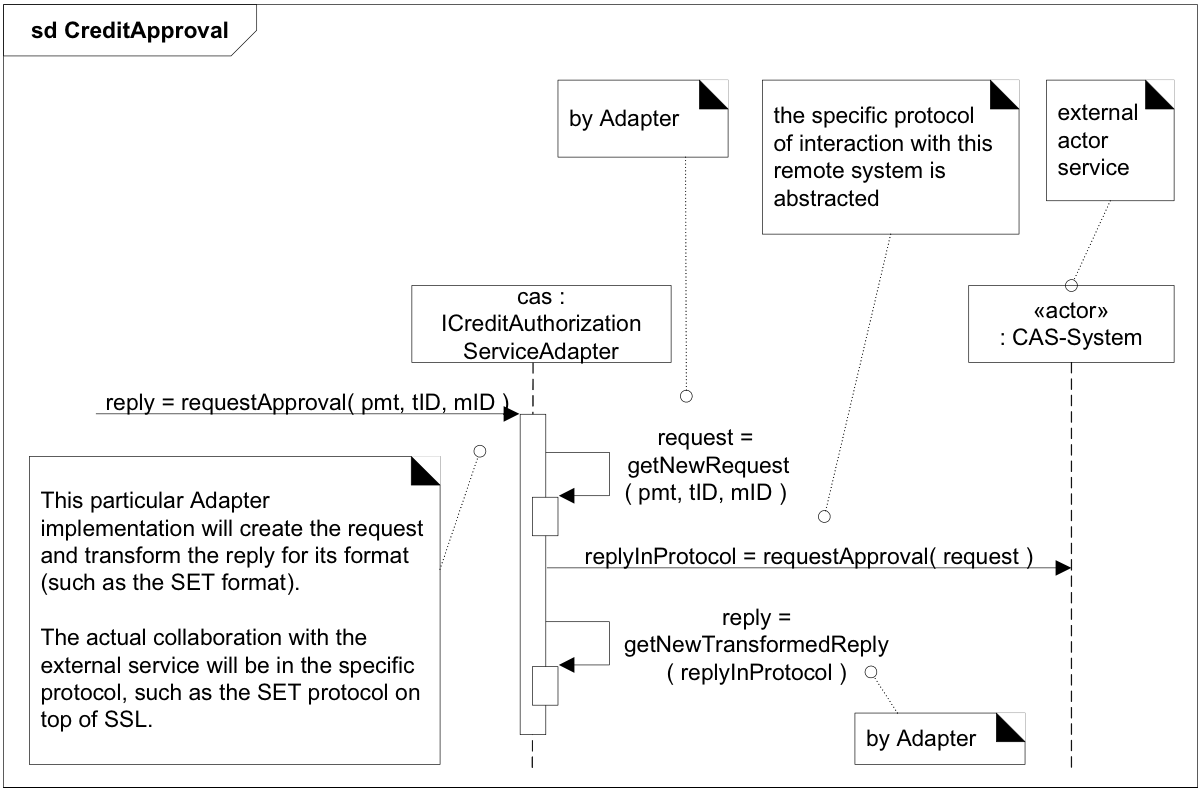 sd CreditApproval
by Adapter
the specific protocol
of interaction with this
remote system is
abstracted
external
actor
service
cas :
ICreditAuthorization
ServiceAdapter
«actor»
: CAS-System
reply = requestApproval( pmt, tID, mID )
request =
getNewRequest
( pmt, tID, mID )
This particular Adapter
implementation will create the request
and transform the reply for its format
(such as the SET format).
The actual collaboration with the
external service will be in the specific
protocol, such as the SET protocol on
top of SSL.
replyInProtocol = requestApproval( request )
reply =
getNewTransformedReply
( replyInProtocol )
by Adapter